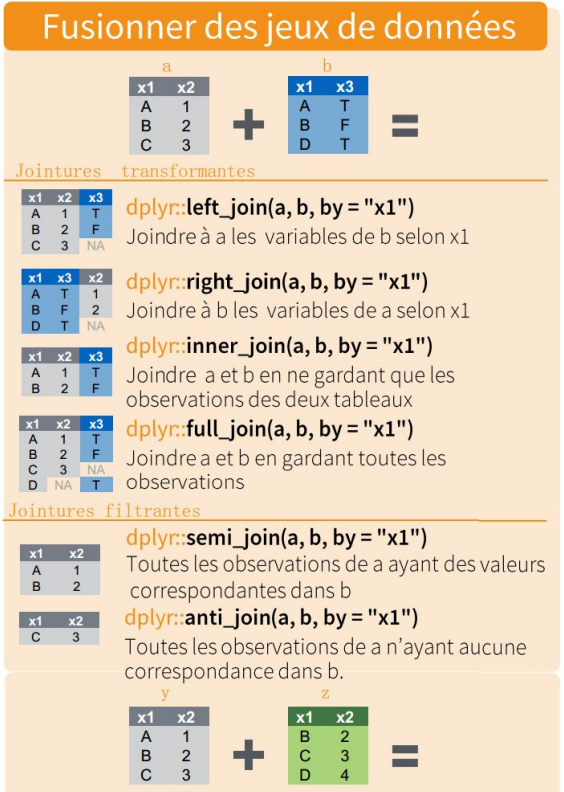 Fusionner des jeux de données
a b
x1 x2 x1 x3
A 1 A T
B 2 + B F =
C 3 D T
Jointures transformantes
x1 x2 x3
A 1 T
B 2 F
C 3 NA
dplyr::left_join(a, b, by = "x1")
Joindre à a les variables de b selon x1
x1 x3 x2
A T 1
B F 2
D T NA
dplyr::right_join(a, b, by = "x1")
Joindre à b les variables de a selon x1
x1 x2 x3
A 1 T
B 2 F
dplyr::inner_join(a, b, by = "x1")
Joindre a et b en ne gardant que les
observations des deux tableaux
x1 x2 x3
A 1 T
B 2 F
C 3 NA
D NA T
dplyr::full_join(a, b, by = "x1")
Joindre a et b en gardant toutes les
observations
Jointures filtrantes
x1 x2
A 1
B 2
dplyr::semi_join(a, b, by = "x1")
Toutes les observations de a ayant des valeurs
correspondantes dans b
x1 x2
C 3
dplyr::anti_join(a, b, by = "x1")
Toutes les observations de a n’ayant aucune
correspondance dans b.
y z
x1 x2 x1 x2
A 1 B 2
B 2 + C 3 =
C 3 D 4